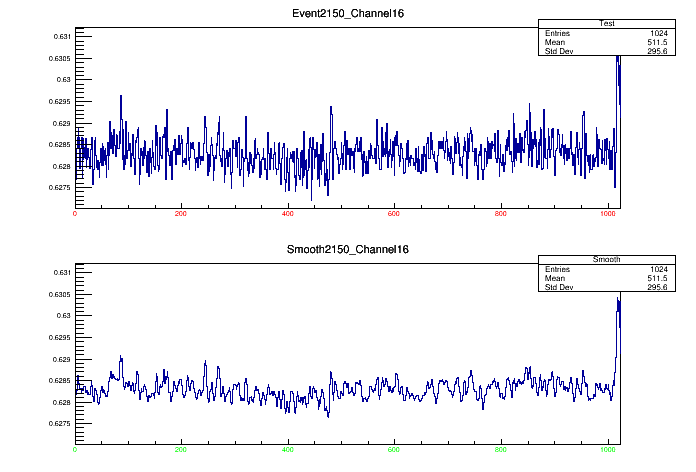 Event2150_Channel16
Test
Entries 1024
Mean 511.5
Std Dev 295.6
0.631
0.6305
0.63
0.6295
0.629
0.6285
0.628
0.6275
0 200 400 600 800 1000
Smooth2150_Channel16
Smooth
Entries 1024
Mean 511.5
Std Dev 295.6
0.631
0.6305
0.63
0.6295
0.629
0.6285
0.628
0.6275
0 200 400 600 800 1000